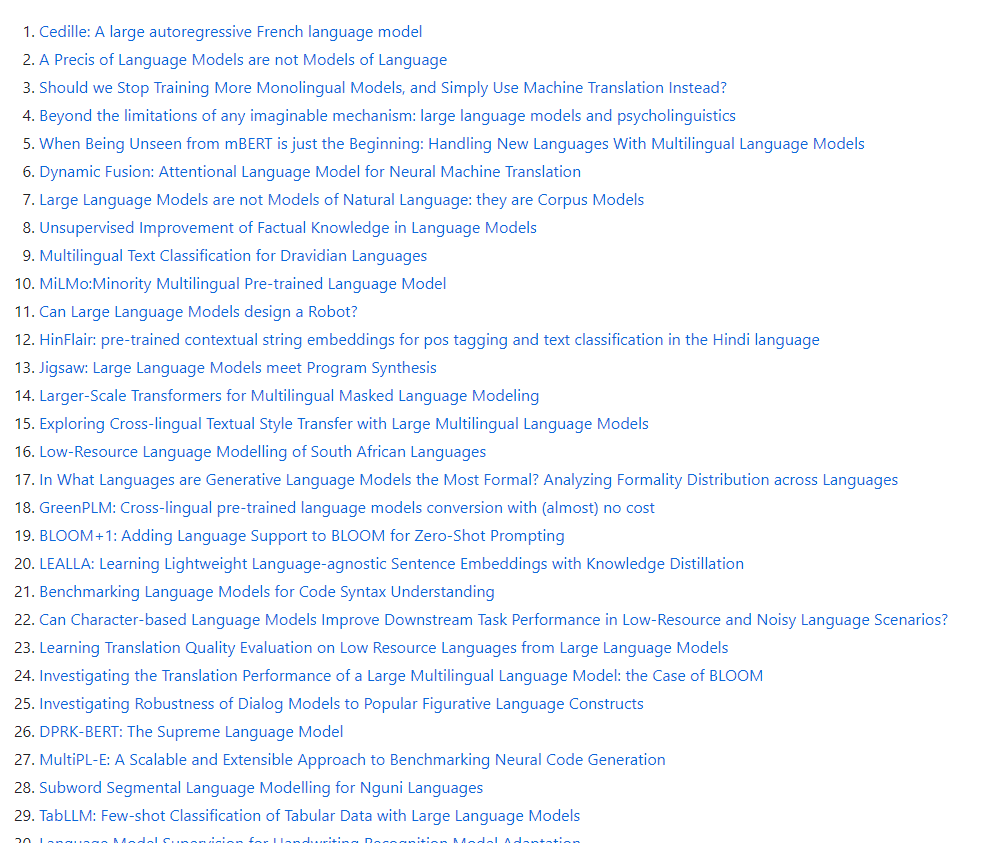 1. Cedille: A large autoregressive French language model
2. A Precis of Language Models are not Models of Language
3. Should we Stop Training More Monolingual Models, and Simply Use Machine Translation Instead?
4. Beyond the limitations of any imaginable mechanism: large language models and psycholinguistics
5. When Being Unseen from mBERT is just the Beginning: Handling New Languages With Multilingual Language Models
6. Dynamic Fusion: Attentional Language Model for Neural Machine Translation
7. Large Language Models are not Models of Natural Language: they are Corpus Models
8. Unsupervised Improvement of Factual Knowledge in Language Models
9. Multilingual Text Classification for Dravidian Languages
10. MiLMo:Minority Multilingual Pre-trained Language Model
11. Can Large Language Models design a Robot?
12. HinFlair: pre-trained contextual string embeddings for pos tagging and text classification in the Hindi language
13. Jigsaw: Large Language Models meet Program Synthesis
14. Larger-Scale Transformers for Multilingual Masked Language Modeling
15. Exploring Cross-lingual Textual Style Transfer with Large Multilingual Language Models
16. Low-Resource Language Modelling of South African Languages
17. In What Languages are Generative Language Models the Most Formal? Analyzing Formality Distribution across Languages
18. GreenPLM: Cross-lingual pre-trained language models conversion with (almost) no cost
19. BLOOM+1: Adding Language Support to BLOOM for Zero-Shot Prompting
20. LEALLA: Learning Lightweight Language-agnostic Sentence Embeddings with Knowledge Distillation
21. Benchmarking Language Models for Code Syntax Understanding
22. Can Character-based Language Models Improve Downstream Task Performance in Low-Resource and Noisy Language Scenarios?
23. Learning Translation Quality Evaluation on Low Resource Languages from Large Language Models
24. Investigating the Translation Performance of a Large Multilingual Language Model: the Case of BLOOM
25. Investigating Robustness of Dialog Models to Popular Figurative Language Constructs
26. DPRK-BERT: The Supreme Language Model
27. MultiPL-E: A Scalable and Extensible Approach to Benchmarking Neural Code Generation
28. Subword Segmental Language Modelling for Nguni Languages
29. TabLLM: Few-shot Classification of Tabular Data with Large Language Models
30. Language Model Supervision for Handwriting Recognition Model Adaptation